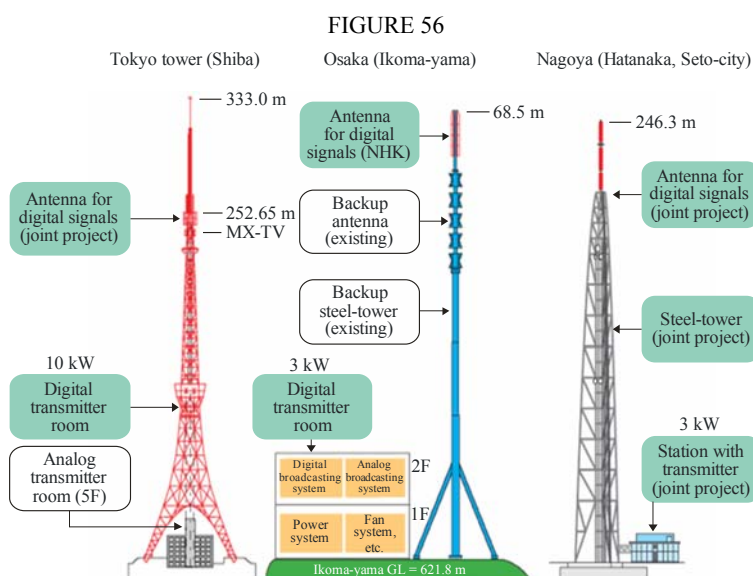 FIGURE 56
Tokyo tower (Shiba)
Osaka (Ikoma-yama)
Nagoya (Hatanaka, Seto-city)
333.0 m
Antenna for
digital signals
(joint project)
252.65 m
MX-TV
10 kW
Digital
transmitter
room
Analog
transmitter
room (5F)
68.5 m
Antenna
for digital
signals (NHK)
Backup
antenna
(existing)
Backup
steel-tower
(existing)
3 kW
Digital
transmitter
room
2F
Digital
broadcasting
system
Analog
broadcasting
system
1F
Power
system
Fan
system,
etc.
Ikoma-yama GL = 621.8 m
246.3 m
Antenna for
digital signals
(joint project)
Steel-tower
(joint project)
3 kW
Station with
transmitter
(joint project)